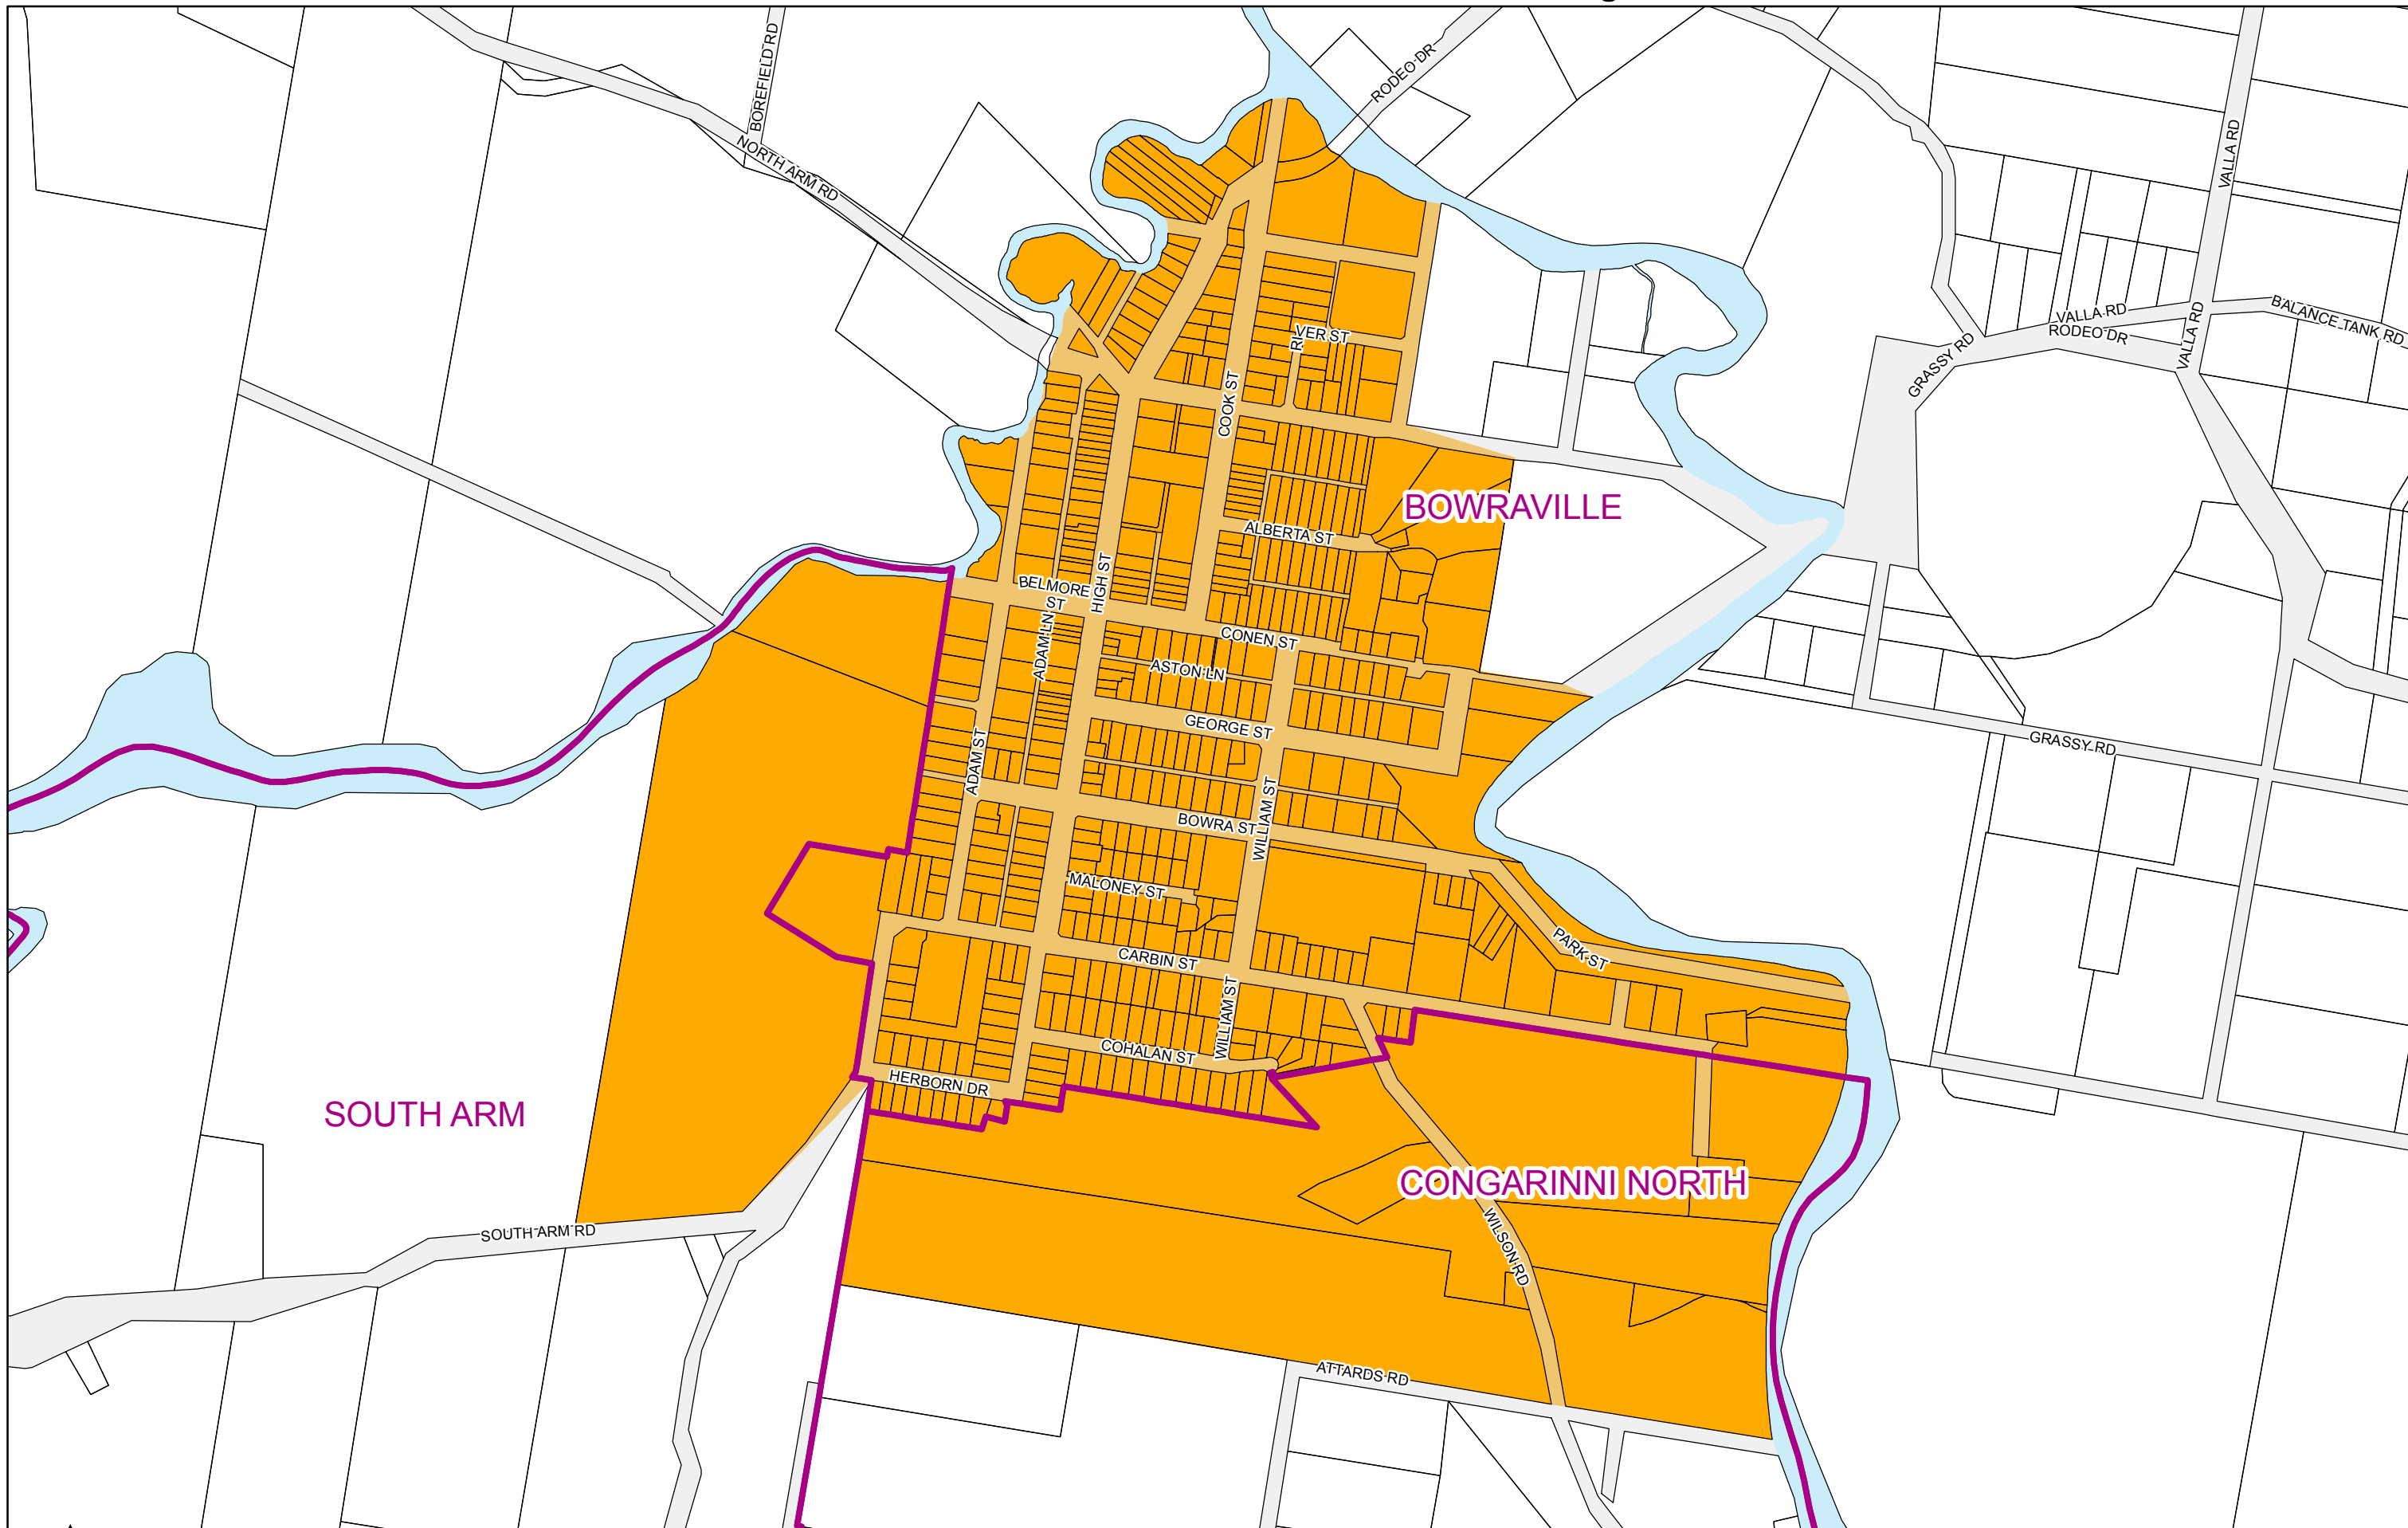 BOREFIELD RD
RODEO DR
NORTH ARM RD
VALLA RD
VALLA RD
RODEO DR
BALANCE TANK RD
VALLA RD
GRASSY RD
RI
VER ST
COOK ST
BOWRAVILLE
ALBERTA ST
BELMORE
ST
HIGH ST
ADAM LN
CONEN ST
ASTON LN
GEORGE ST
GRASSY RD
ADAM ST
WILLIAM ST
BOWRA ST
MALONEY ST
CARBIN ST
PARK ST
WILLIAM ST
COHALAN ST
HERBORN DR
SOUTH ARM
CONGARINNI NORTH
SOUTH ARM RD
WILSON RD
ATTARDS RD